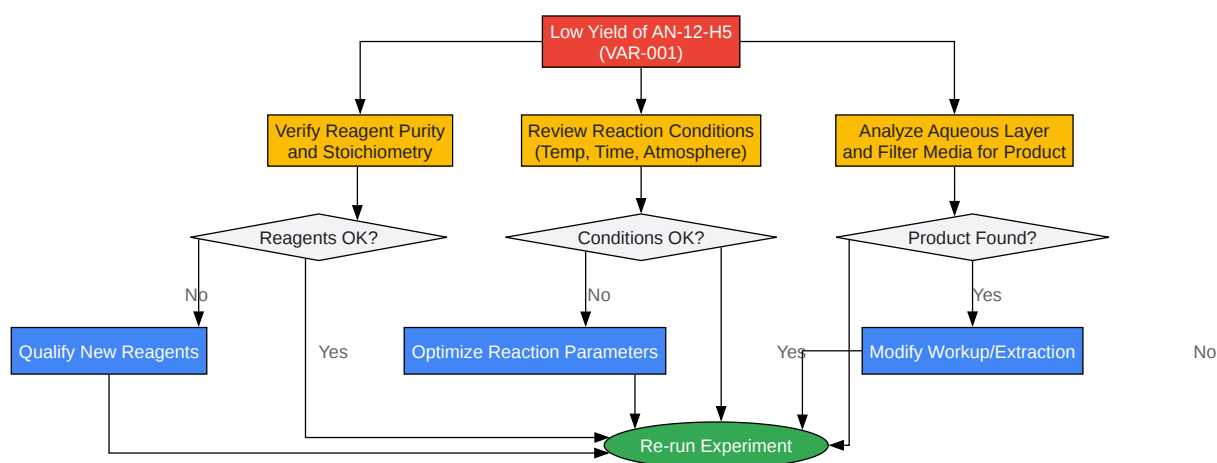 Low Yield of AN-12-H5
(VAR-001)
Verify Reagent Purity
and Stoichiometry
Review Reaction Conditions
(Temp, Time, Atmosphere)
Analyze Aqueous Layer
and Filter Media for Product
Reagents OK?
Conditions OK?
Product Found?
No
No
Yes
Qualify New Reagents
Yes
Optimize Reaction Parameters
Yes
Modify Workup/Extraction
No
Re-run Experiment